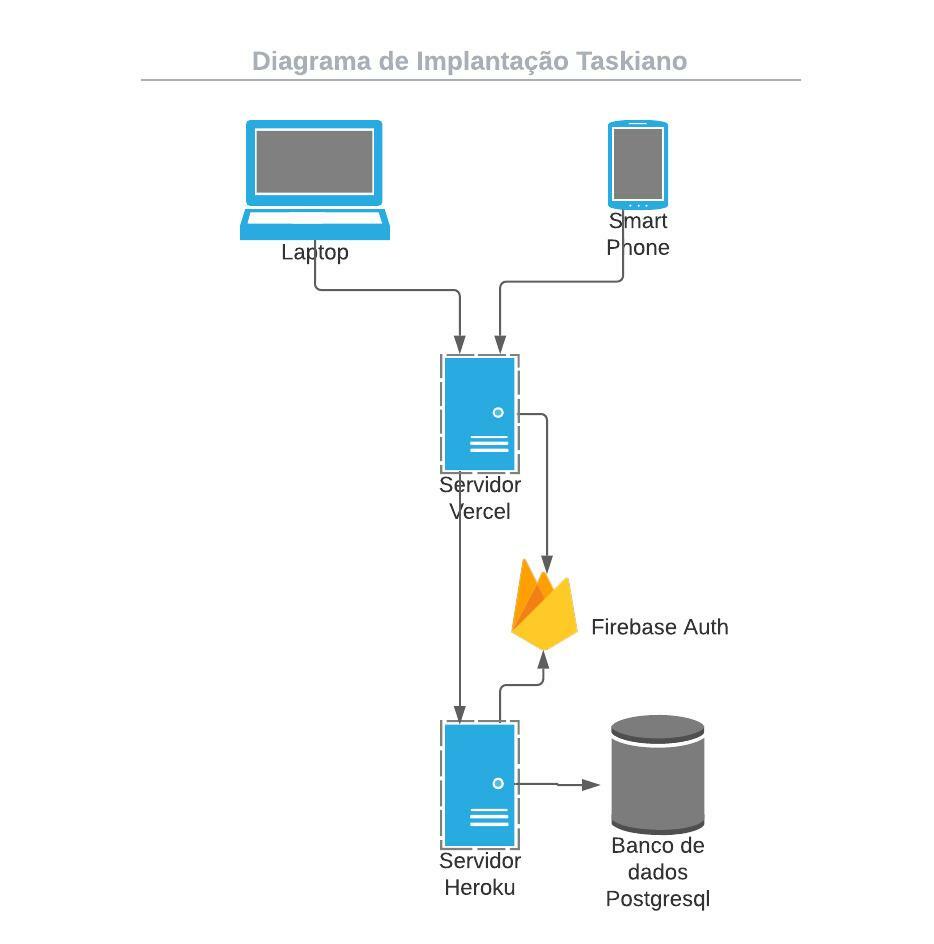 Diagrama de Implantação Taskiano
Laptop
Smart
Phone
Servidor
Vercel
Firebase Auth
Servidor
Heroku
Banco de
dados
Postgresql